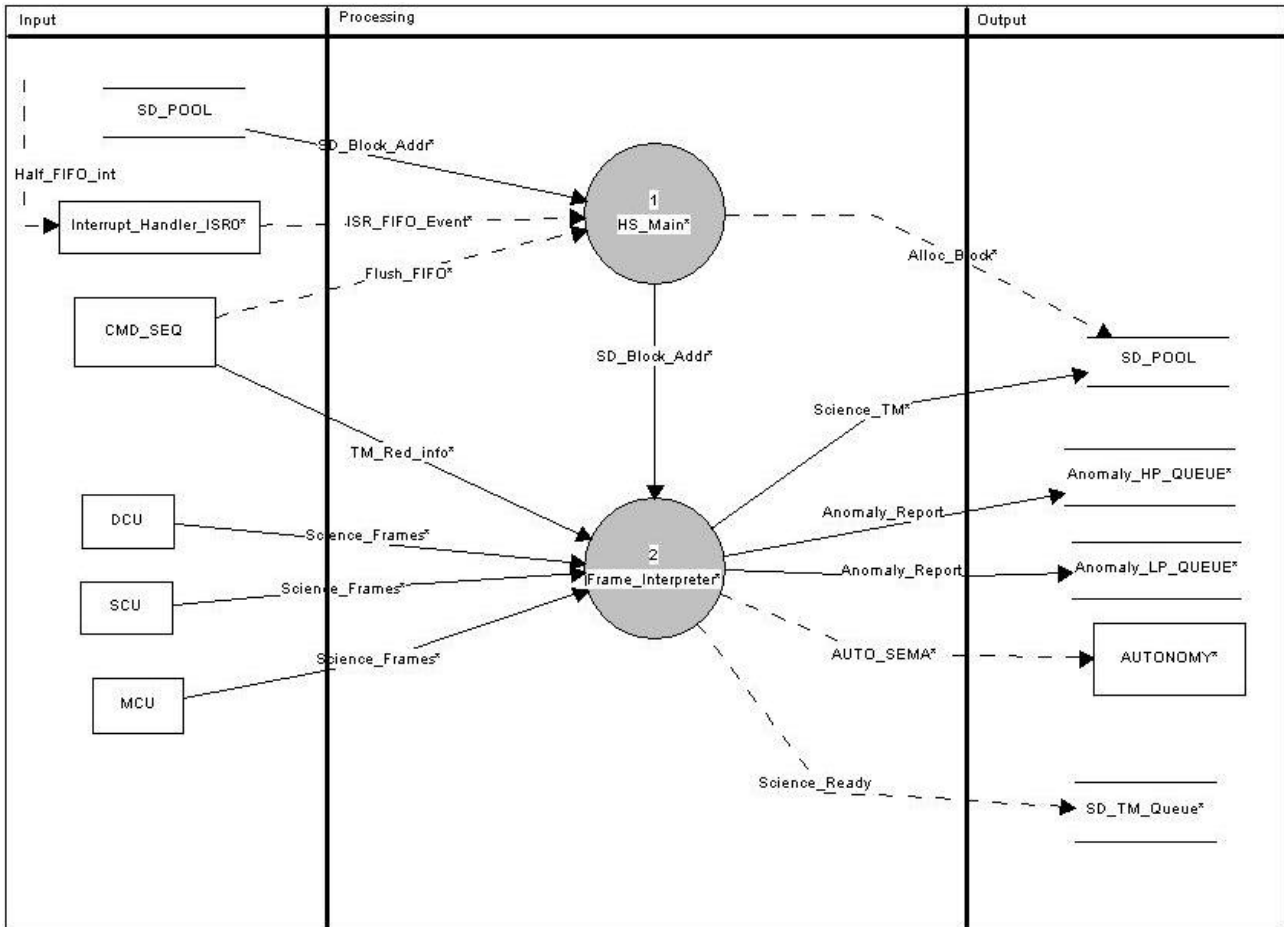 Input
Processing
Output
SD_POOL
SD_Block_Addr*
Half_FIFO_int
Interrupt_Handler_ISR0*
ISR_FIFO_Event*
1
HS_Main*
Flush_FIFO*
Alloc_Block*
CMD_SEQ
SD_Block_Addr*
SD_POOL
Science_TM*
TM_Red_info*
Anomaly_HP_QUEUE*
DCU
Science_Frames*
Anomaly_Report
2
Frame_Interpreter*
Anomaly_Report
Anomaly_LP_QUEUE*
SCU
Science_Frames*
Science_Frames*
AUTO_SEMA*
AUTONOMY*
MCU
Science_Ready
SD_TM_Queue*